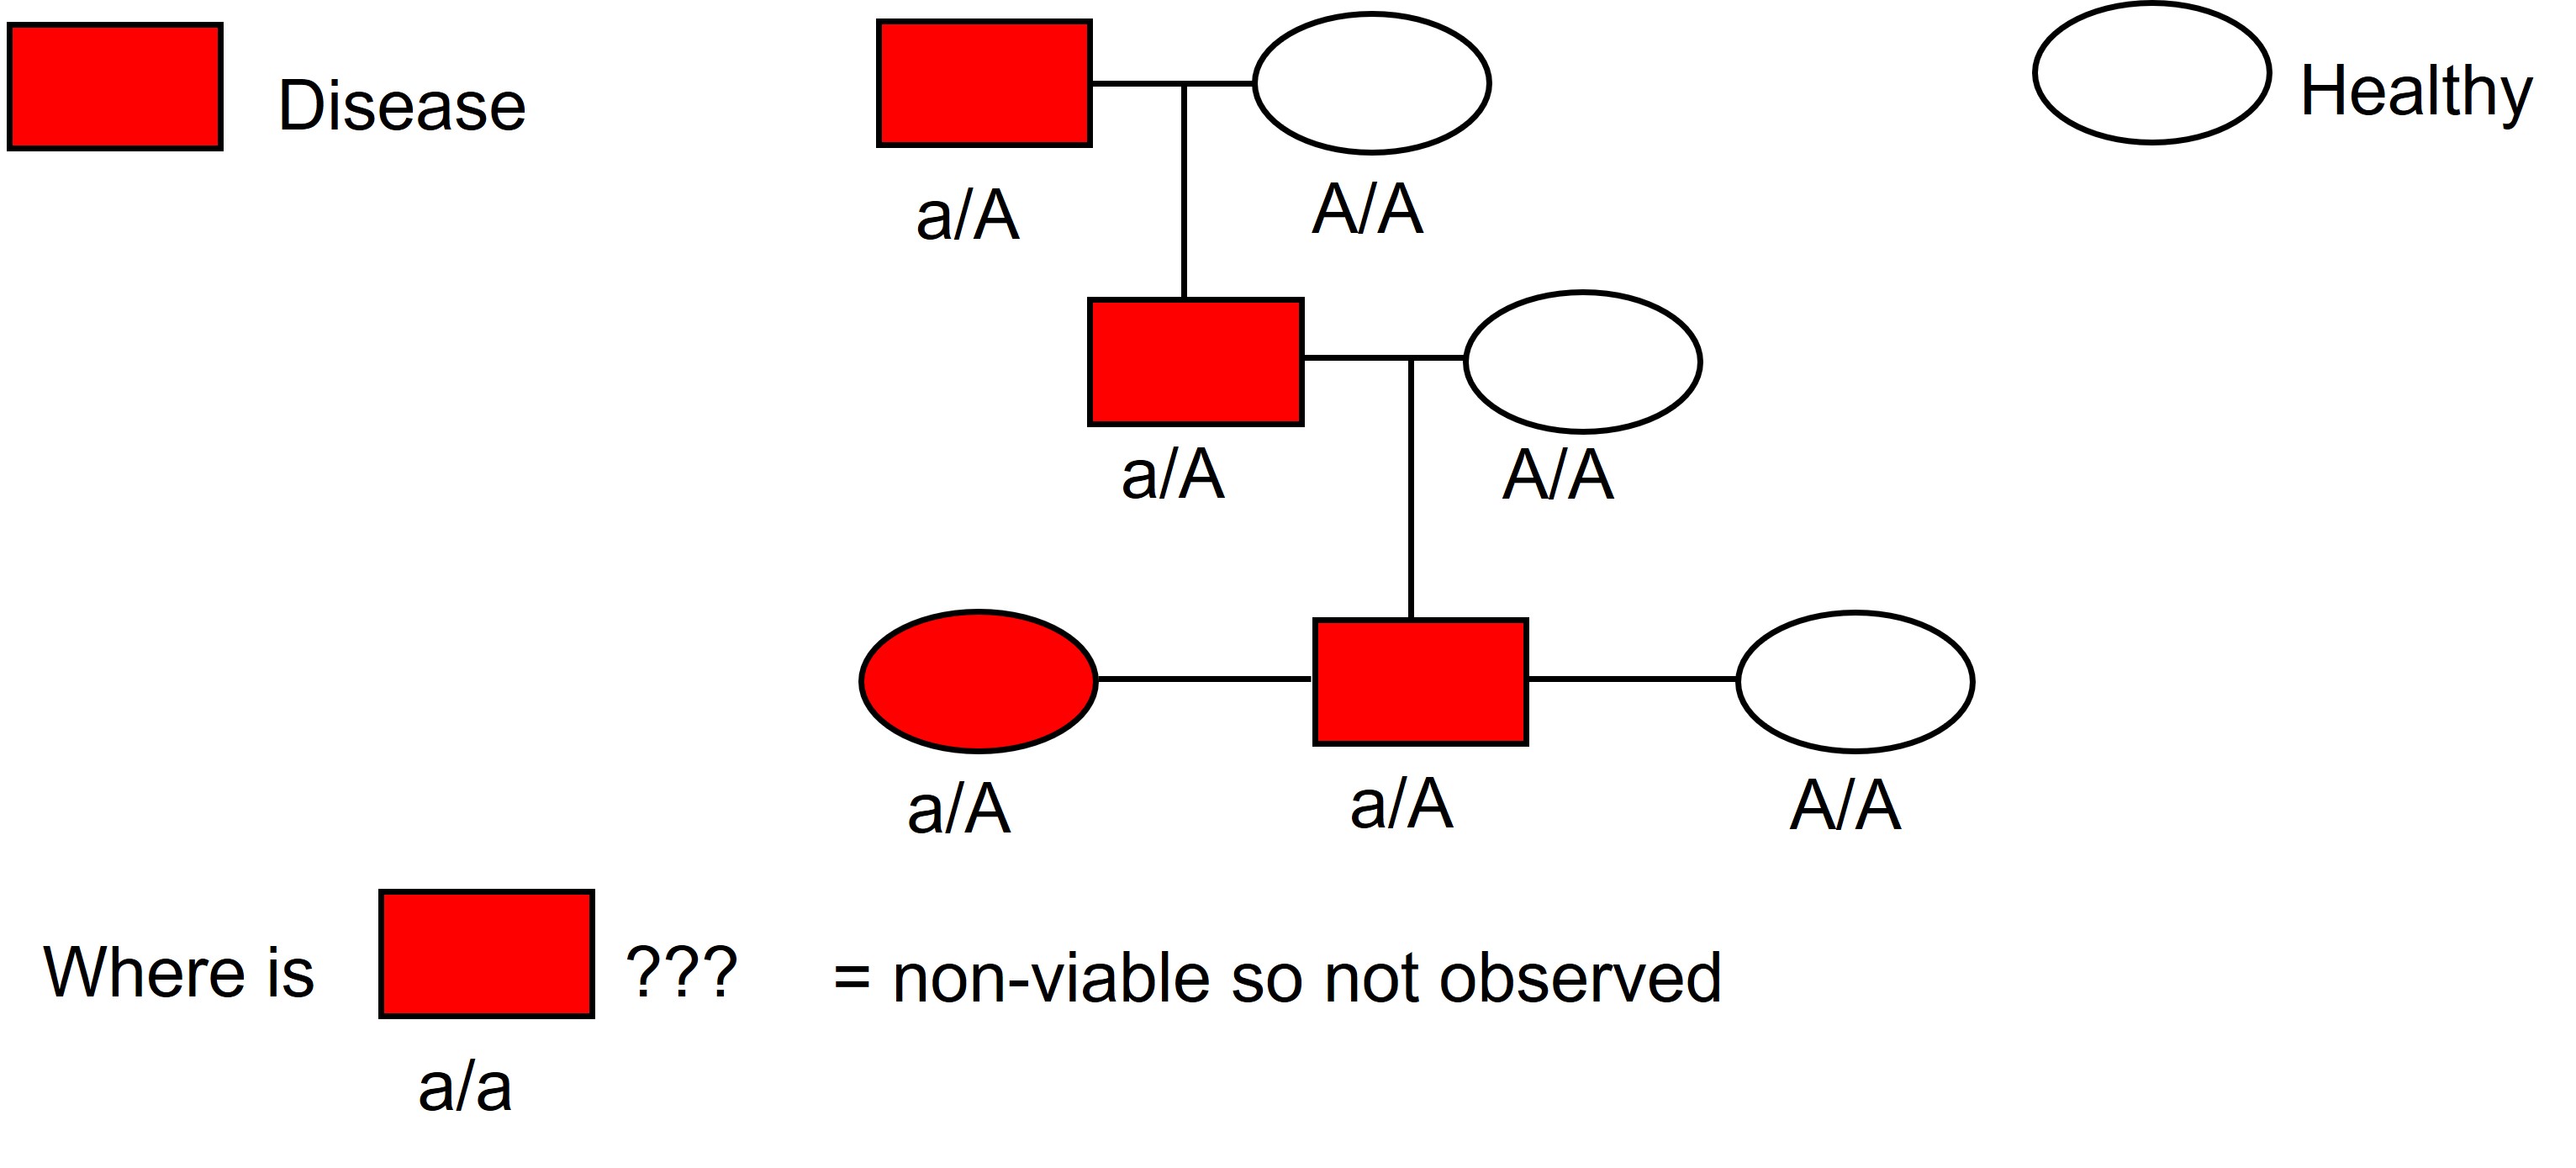 Disease
Healthy
a/A
A/A
a/A
A/A
a/A
a/A
A/A
Where is ??? = non-viable so not observed
a/a